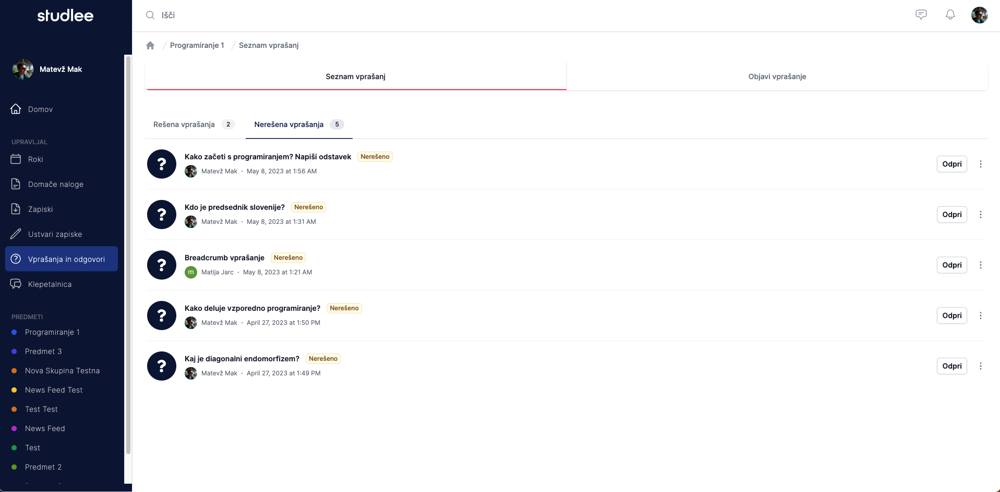 studlee
Išči
Matevž Mak
Domov
UPRAVLJAL
Roki
Domače naloge
Zapiski
Ustvari zapiske
Vprašanja in odgovori
Klepetalnica
PREDMETI
Programiranje 1
Predmet 3
Nova Skupina Testna
News Feed Test
Test Test
News Feed
Test
Predmet 2
Programiranje 1
Seznam vprašanj
Seznam vprašanj
Objavi vprašanje
Rešena vprašanja 2
Nerešena vprašanja 5
Kako začeti s programiranjem? Napiši odstavek Nerešeno
Matevž Mak · May 8, 2023 at 1:56 AM
Odpri
Kdo je predsednik slovenije? Nerešeno
Matevž Mak · May 8, 2023 at 1:31 AM
Odpri
Breadcrumb vprašanje Nerešeno
m Matija Jarc · May 8, 2023 at 1:21 AM
Odpri
Kako deluje vzporedno programiranje? Nerešeno
Matevž Mak · April 27, 2023 at 1:50 PM
Odpri
Kaj je diagonalni endomorfizem? Nerešeno
Matevž Mak · April 27, 2023 at 1:49 PM
Odpri